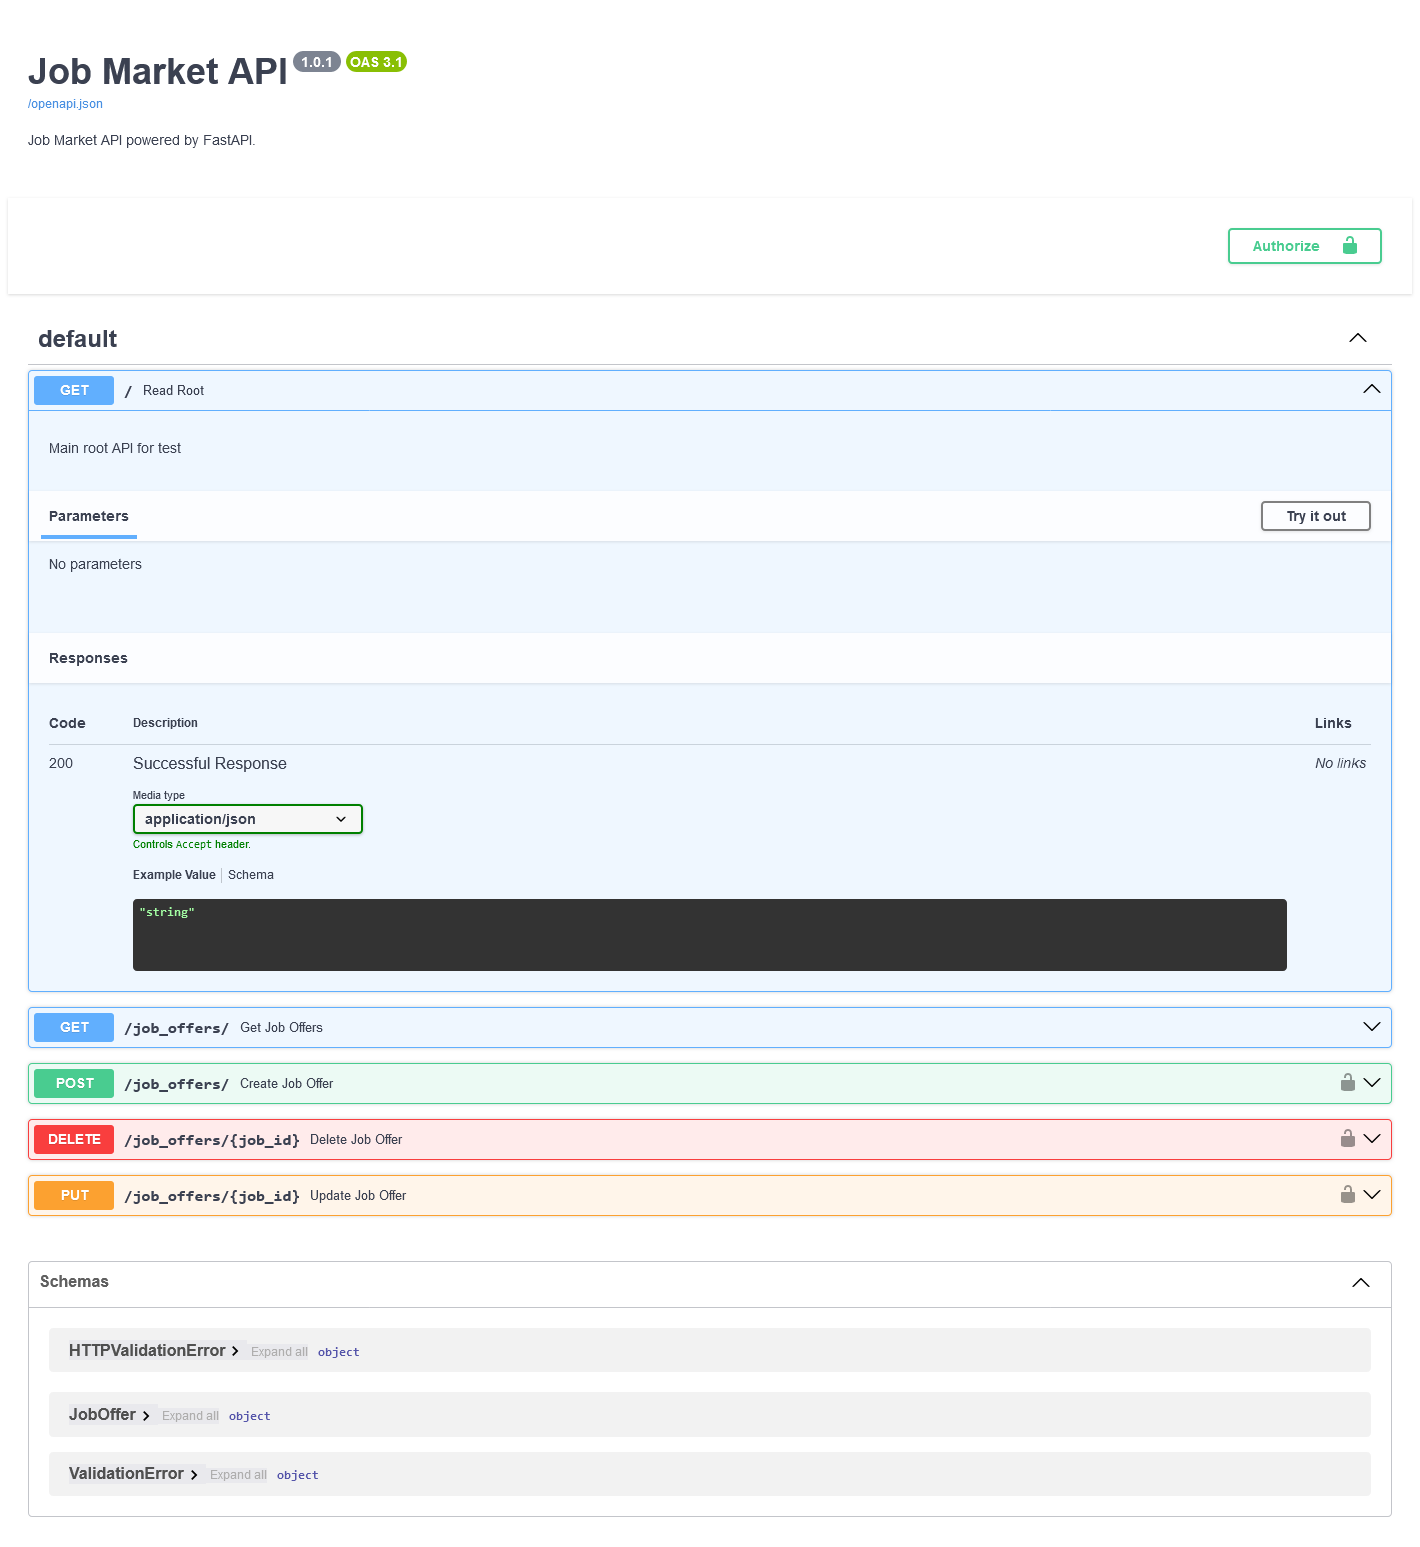 Job Market API 1.0.1 OAS 3.1
/openapi.json
Job Market API powered by FastAPI.
Authorize
default
GET / Read Root
Main root API for test
Parameters Try it out
No parameters
Responses
Code Description Links
200 Successful Response No links
Media type
application/json
Controls Accept header.
Example Value Schema
"string"
GET /job_offers/ Get Job Offers
POST /job_offers/ Create Job Offer
DELETE /job_offers/{job_id} Delete Job Offer
PUT /job_offers/{job_id} Update Job Offer
Schemas
HTTPValidationError Expand all object
JobOffer Expand all object
ValidationError Expand all object